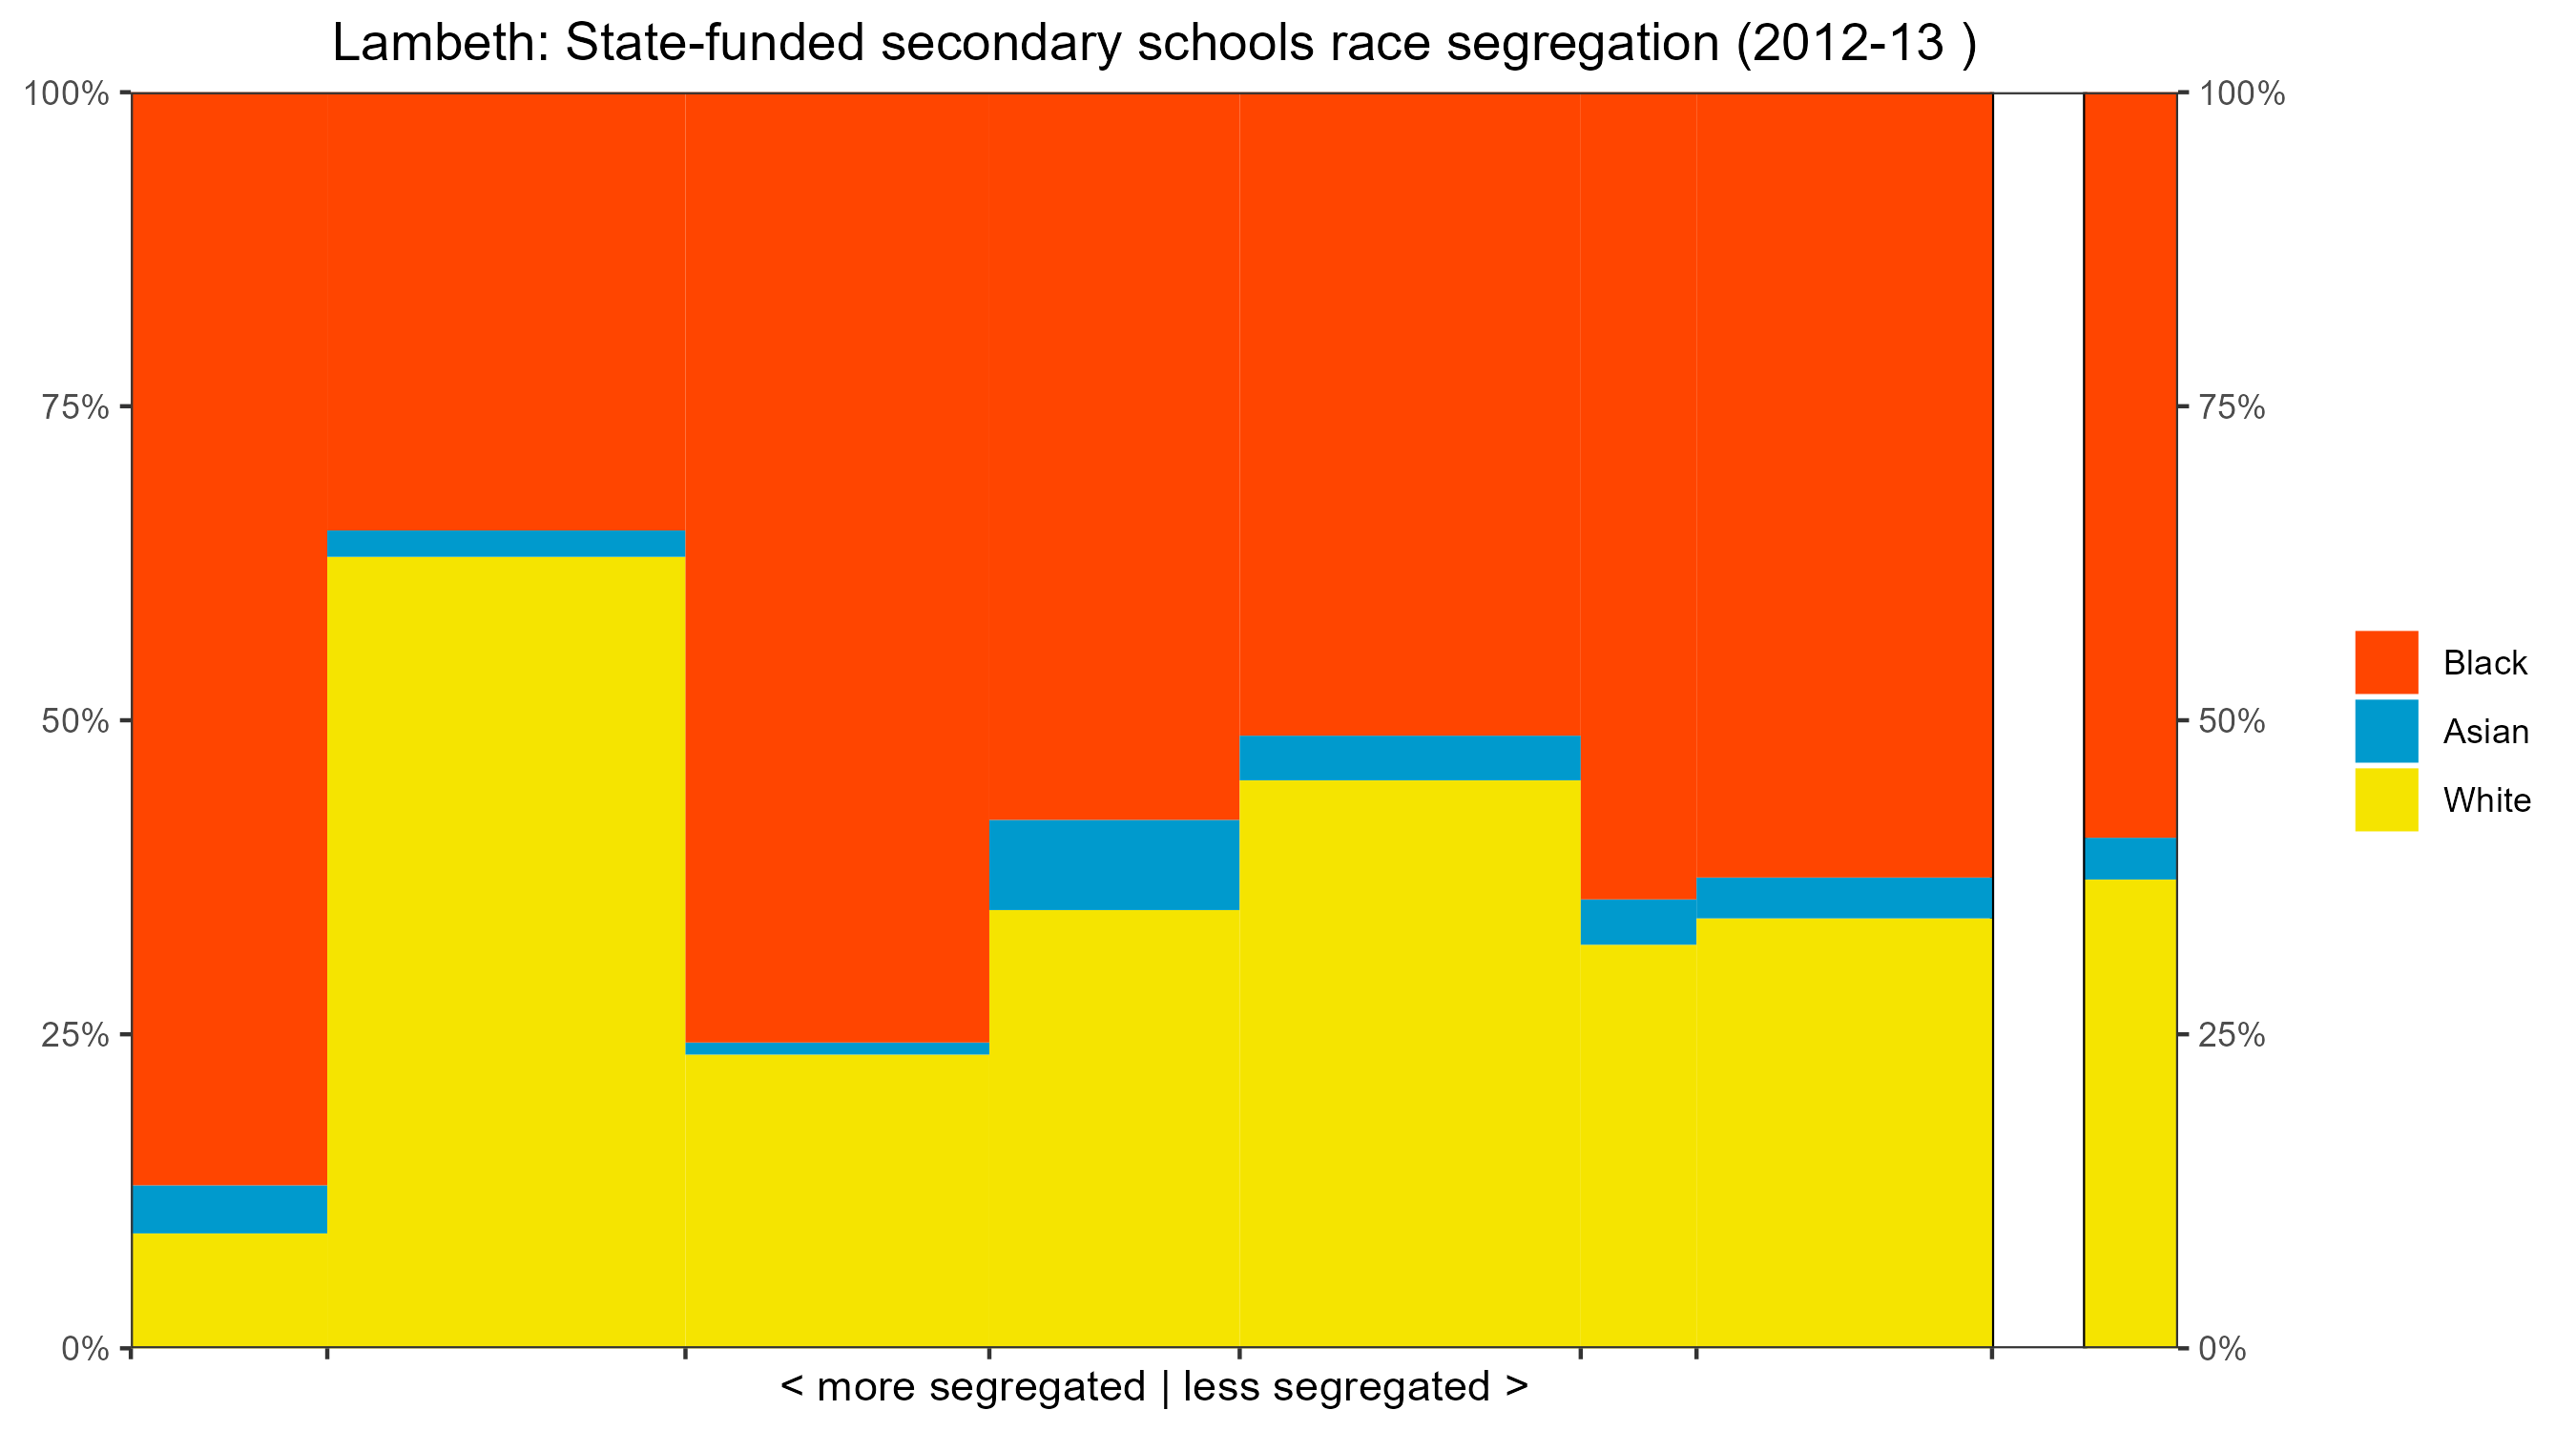 Lambeth: State-funded secondary schools race segregation (2012-13 )
100%
75%
50%
25%
0%
100%
75%
50%
25%
0%
Black
Asian
White
< more segregated | less segregated >